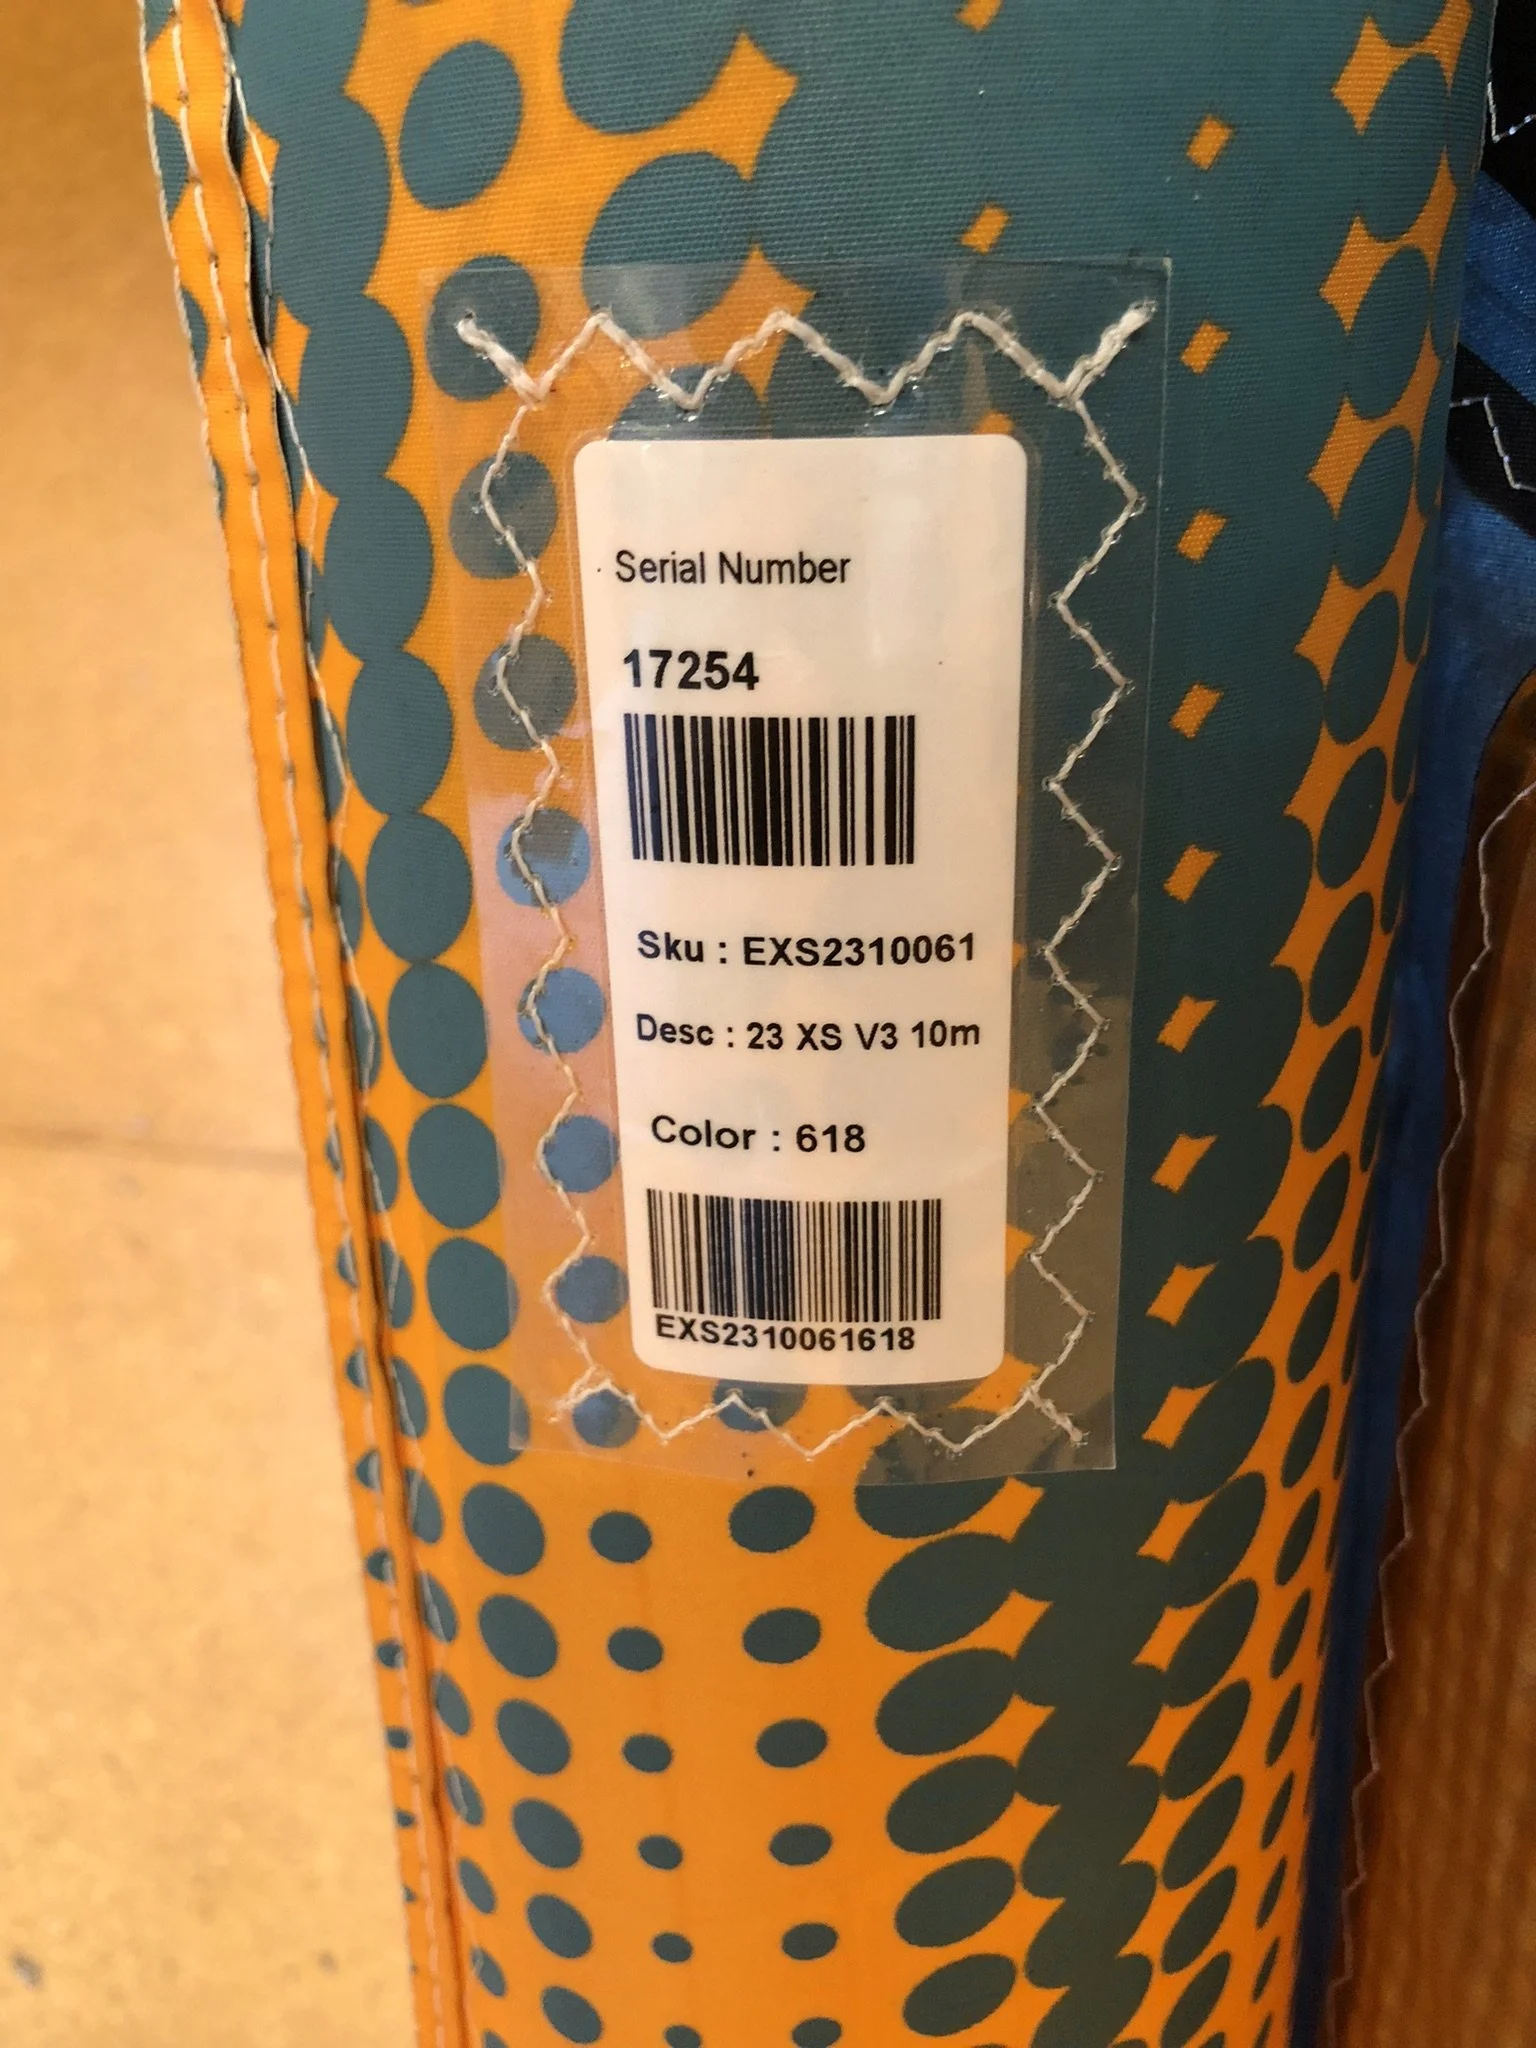 Serial Number
17254
Sku : EXS2310061
Desc : 23 XS V3 10m
Color : 618
EXS2310061618